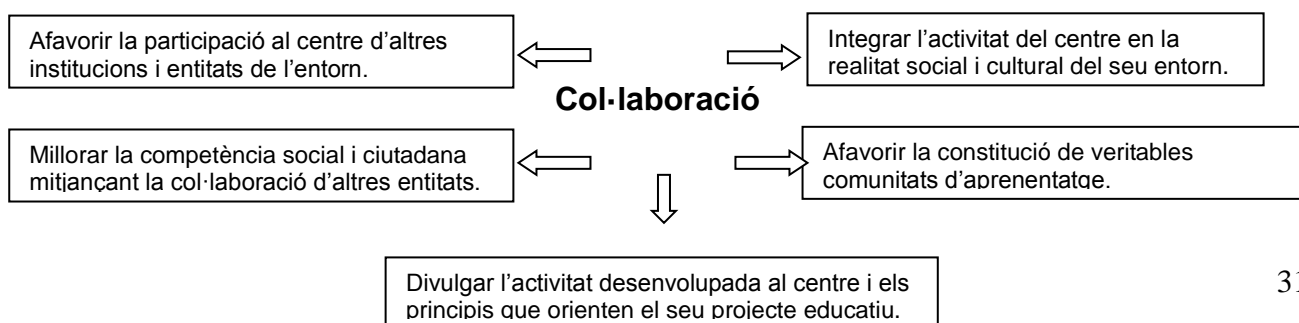 Afavorir la participació al centre d'altres
institucions i entitats de l'entorn.
Integrar l'activitat del centre en la
realitat social i cultural del seu entorn.
Col·laboració
Millorar la competència social i ciutadana
mitjançant la col·laboració d'altres entitats.
Afavorir la constitució de veritables
comunitats d'aprenentatge.
Divulgar l'activitat desenvolupada al centre i els
principis que orienten el seu projecte educatiu.